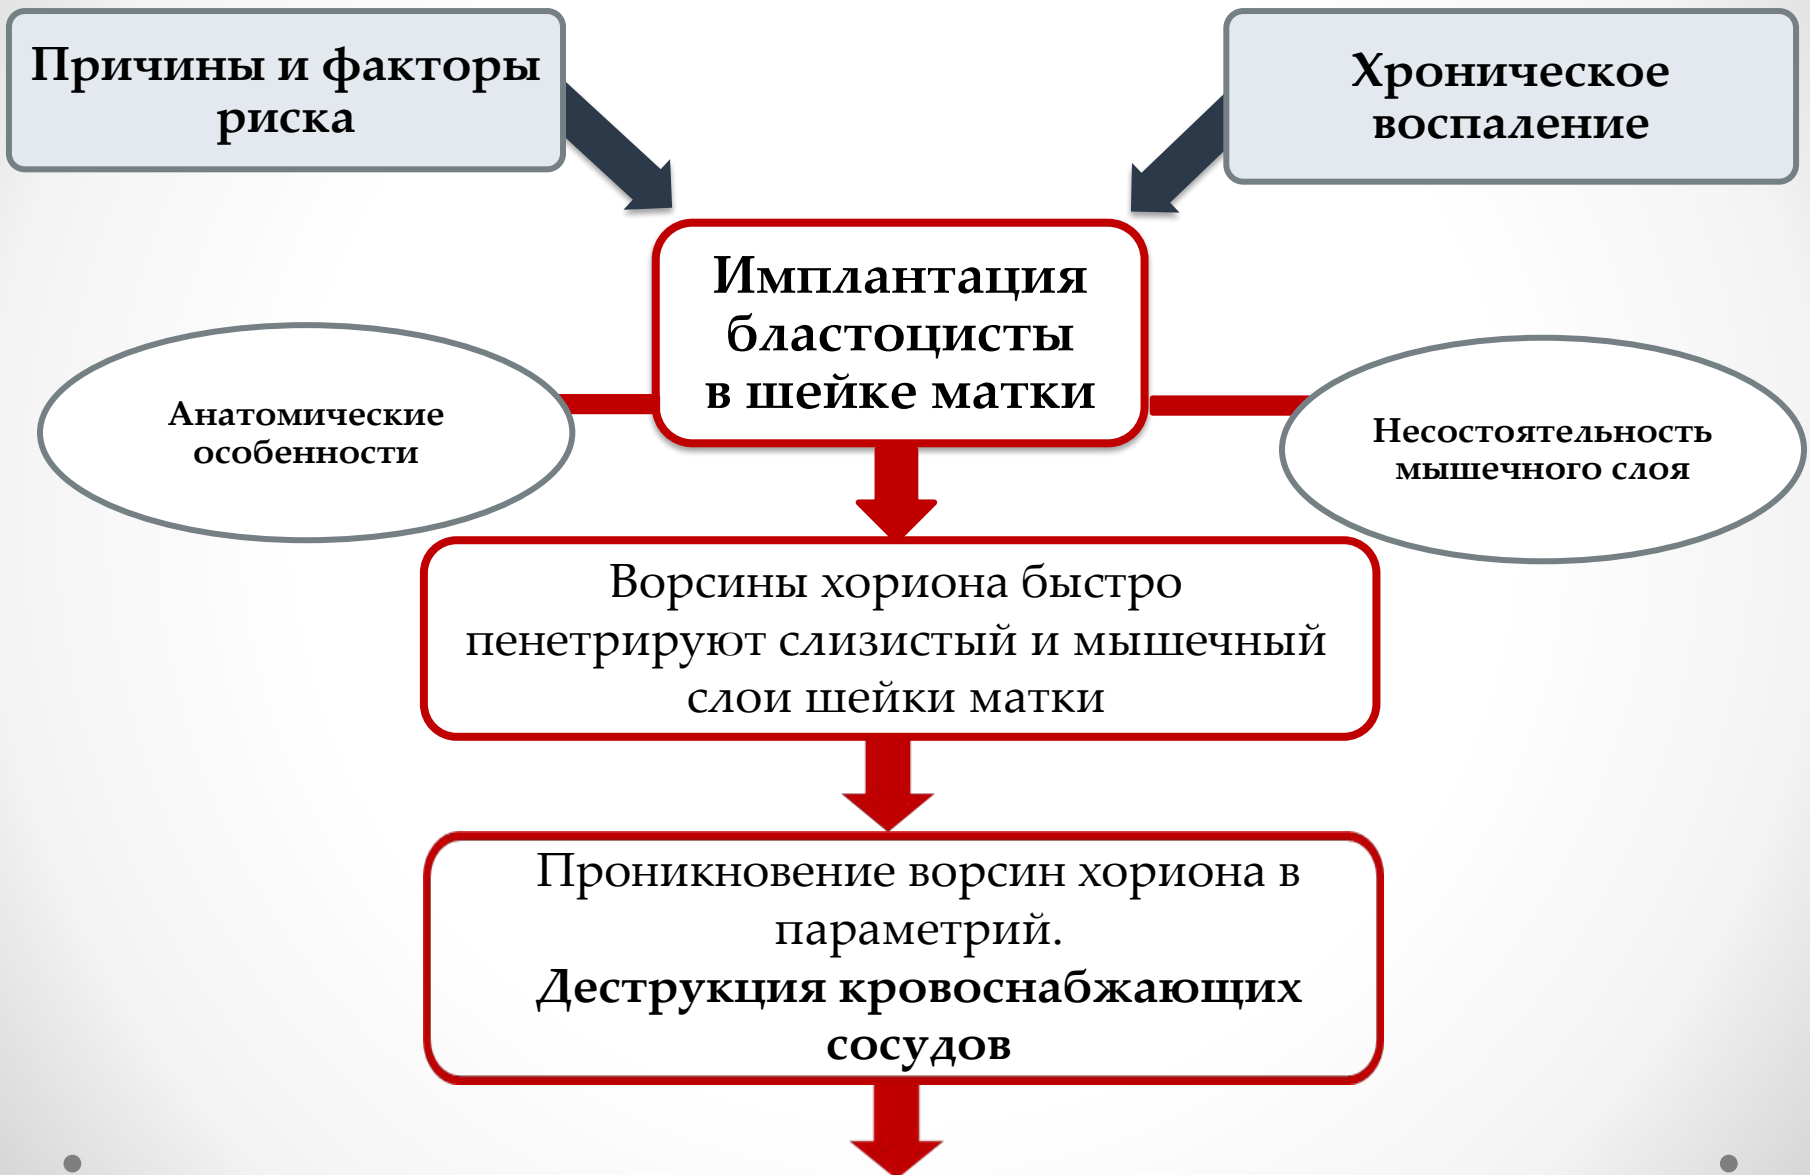 Причины и факторы
риска
Хроническое
воспаление
Имплантация
бластоцисты
в шейке матки
Анатомические
особенности
Несостоятельность
мышечного слоя
Ворсины хориона быстро
пенетрируют слизистый и мышечный
слои шейки матки
Проникновение ворсин хориона в
параметрий.
Деструкция кровоснабжающих
сосудов